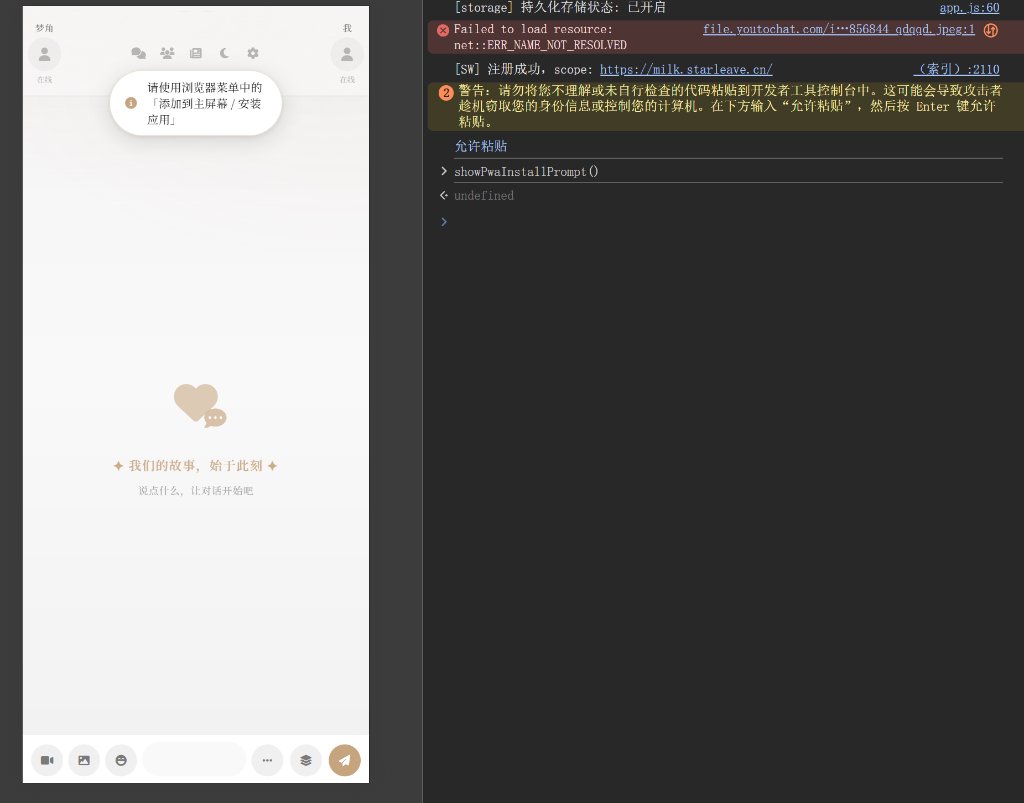 梦角
我
在线
在线
请使用浏览器菜单中的
「添加到主屏幕 / 安装
应用」
✦ 我们的故事，始于此刻 ✦
说点什么，让对话开始吧
[storage] 持久化存储状态: 已开启 app.js:60
Failed to load resource: file.youtochat.com/i…856844_qdqqd.jpeg:1
net::ERR_NAME_NOT_RESOLVED
[SW] 注册成功，scope: https://milk.starleave.cn/ （索引）:2110
2 警告：请勿将您不理解或未自行检查的代码粘贴到开发者工具控制台中。这可能会导致攻击者
趁机窃取您的身份信息或控制您的计算机。在下方输入“允许粘贴”，然后按 Enter 键允许
粘贴。
允许粘贴
showPwaInstallPrompt()
undefined